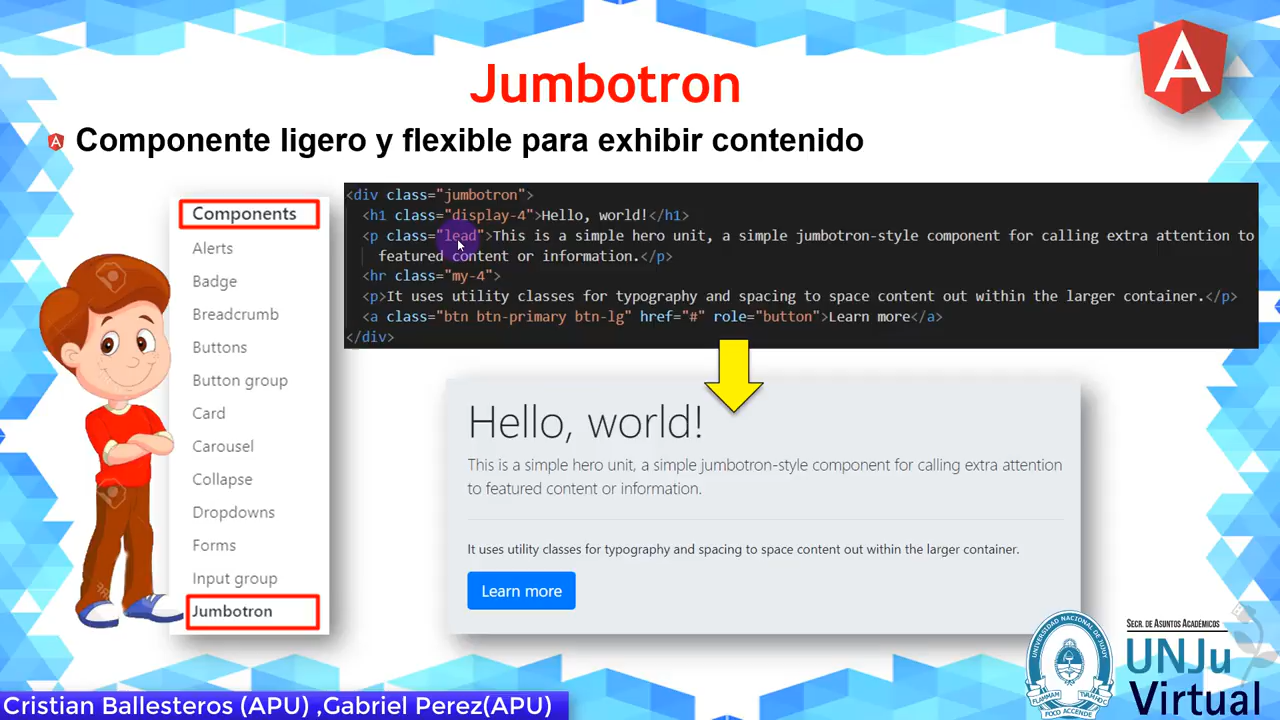 Jumbotron
Componente ligero y flexible para exhibir contenido
Components
Alerts
Badge
Breadcrumb
Buttons
Button group
Card
Carousel
Collapse
Dropdowns
Forms
Input group
Jumbotron
<div class="jumbotron">
<h1 class="display-4">Hello, world!</h1>
<p class="lead">This is a simple hero unit, a simple jumbotron-style component for calling extra attention to
featured content or information.</p>
<hr class="my-4">
<p>It uses utility classes for typography and spacing to space content out within the larger container.</p>
<a class="btn btn-primary btn-lg" href="#" role="button">Learn more</a>
</div>
Hello, world!
This is a simple hero unit, a simple jumbotron-style component for calling extra attention
to featured content or information.
It uses utility classes for typography and spacing to space content out within the larger container.
Learn more
UNIVERSIDAD NACIONAL DE JUJUY
Secr. de Asuntos Académicos
UNJu
Virtual
Cristian Ballesteros (APU) ,Gabriel Perez(APU)